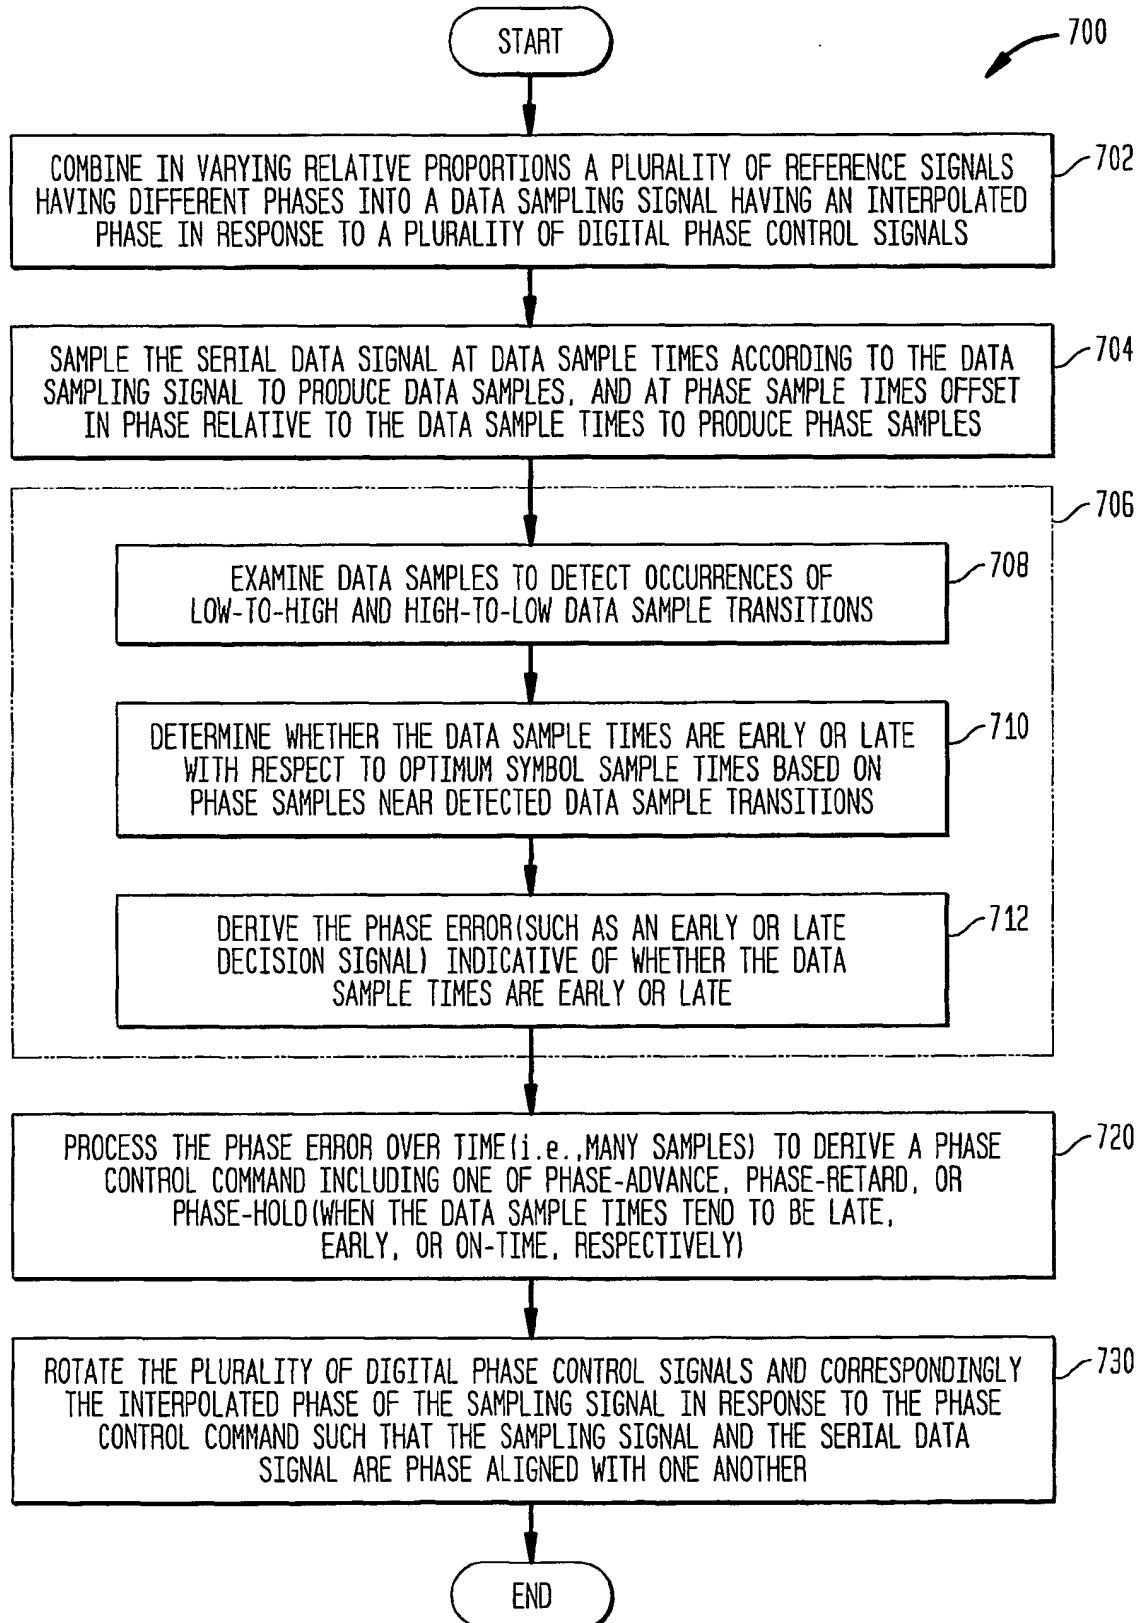 START
700
COMBINE IN VARYING RELATIVE PROPORTIONS A PLURALITY OF REFERENCE SIGNALS
HAVING DIFFERENT PHASES INTO A DATA SAMPLING SIGNAL HAVING AN INTERPOLATED
PHASE IN RESPONSE TO A PLURALITY OF DIGITAL PHASE CONTROL SIGNALS
702
SAMPLE THE SERIAL DATA SIGNAL AT DATA SAMPLE TIMES ACCORDING TO THE DATA
SAMPLING SIGNAL TO PRODUCE DATA SAMPLES, AND AT PHASE SAMPLE TIMES OFFSET
IN PHASE RELATIVE TO THE DATA SAMPLE TIMES TO PRODUCE PHASE SAMPLES
704
706
EXAMINE DATA SAMPLES TO DETECT OCCURRENCES OF
LOW-TO-HIGH AND HIGH-TO-LOW DATA SAMPLE TRANSITIONS
708
DETERMINE WHETHER THE DATA SAMPLE TIMES ARE EARLY OR LATE
WITH RESPECT TO OPTIMUM SYMBOL SAMPLE TIMES BASED ON
PHASE SAMPLES NEAR DETECTED DATA SAMPLE TRANSITIONS
710
DERIVE THE PHASE ERROR(SUCH AS AN EARLY OR LATE
DECISION SIGNAL) INDICATIVE OF WHETHER THE DATA
SAMPLE TIMES ARE EARLY OR LATE
712
PROCESS THE PHASE ERROR OVER TIME(i.e.,MANY SAMPLES) TO DERIVE A PHASE
CONTROL COMMAND INCLUDING ONE OF PHASE-ADVANCE, PHASE-RETARD, OR
PHASE-HOLD(WHEN THE DATA SAMPLE TIMES TEND TO BE LATE,
EARLY, OR ON-TIME, RESPECTIVELY)
720
ROTATE THE PLURALITY OF DIGITAL PHASE CONTROL SIGNALS AND CORRESPONDINGLY
THE INTERPOLATED PHASE OF THE SAMPLING SIGNAL IN RESPONSE TO THE PHASE
CONTROL COMMAND SUCH THAT THE SAMPLING SIGNAL AND THE SERIAL DATA
SIGNAL ARE PHASE ALIGNED WITH ONE ANOTHER
730
END